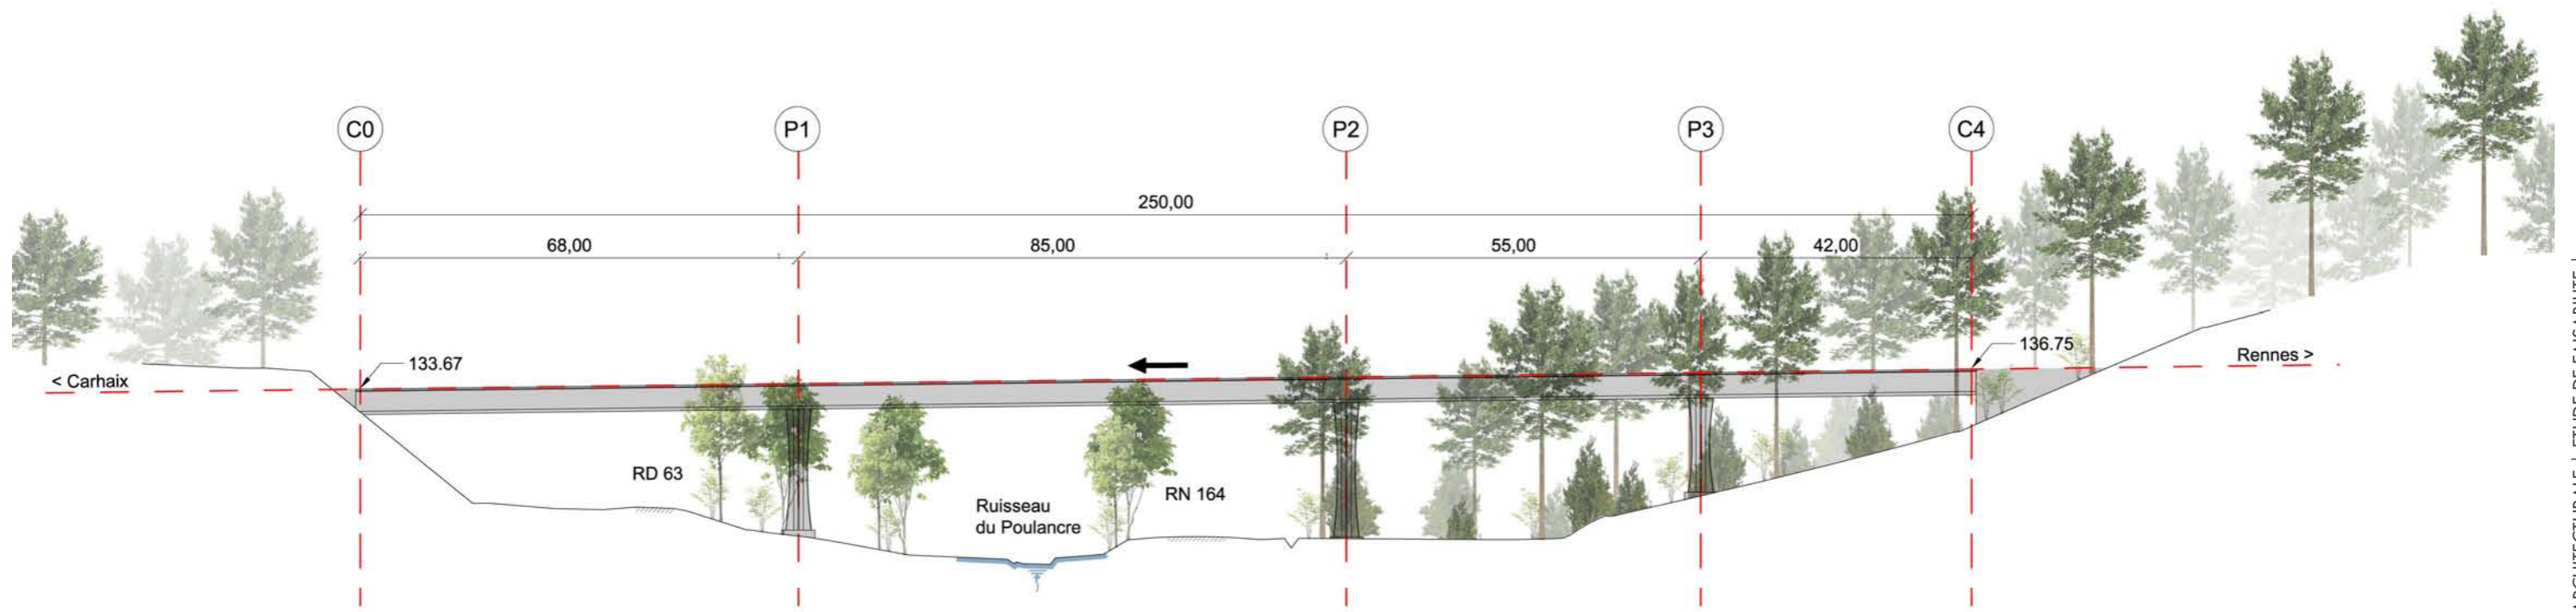 C0
P1
P2
P3
C4
250,00
68,00
85,00
55,00
42,00
133.67
136.75
< Carhaix
Rennes >
RD 63
RN 164
Ruisseau
du Poulancre